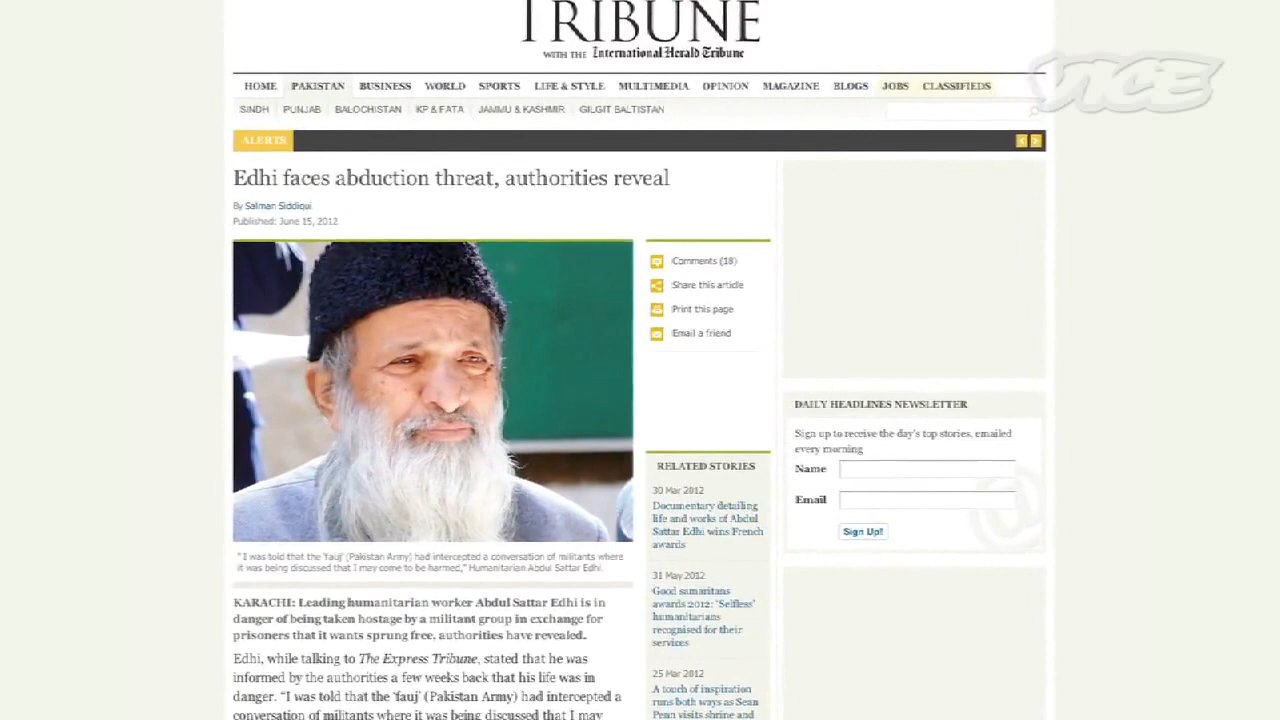 TRIBUNE
WITH THE International Herald Tribune
VICE
HOME PAKISTAN BUSINESS WORLD SPORTS LIFE & STYLE MULTIMEDIA OPINION MAGAZINE BLOGS JOBS CLASSIFIEDS
SINDH PUNJAB BALOCHISTAN KP & FATA JAMMU & KASHMIR GILGIT BALTISTAN
ALERTS
Edhi faces abduction threat, authorities reveal
By Salman Siddiqui
Published: June 15, 2012
Comments (18)
Share this article
Print this page
Email a friend
"I was told that the 'fauj' (Pakistan Army) had intercepted a conversation of militants where
it was being discussed that I may come to be harmed," Humanitarian Abdul Sattar Edhi.
KARACHI: Leading humanitarian worker Abdul Sattar Edhi is in
danger of being taken hostage by a militant group in exchange for
prisoners that it wants sprung free, authorities have revealed.
Edhi, while talking to The Express Tribune, stated that he was
informed by the authorities a few weeks back that his life was in
danger. "I was told that the 'fauj' (Pakistan Army) had intercepted a
conversation of militants where it was being discussed that I may
RELATED STORIES
30 Mar 2012
Documentary detailing
life and works of Abdul
Sattar Edhi wins French
awards
31 May 2012
Good samaritans
awards 2012: 'Selfless'
humanitarians
recognised for their
services
25 Mar 2012
A touch of inspiration
runs both ways as Sean
Penn visits shrine and
DAILY HEADLINES NEWSLETTER
Sign up to receive the day's top stories, emailed
every morning
Name
Email
@
Sign Up!